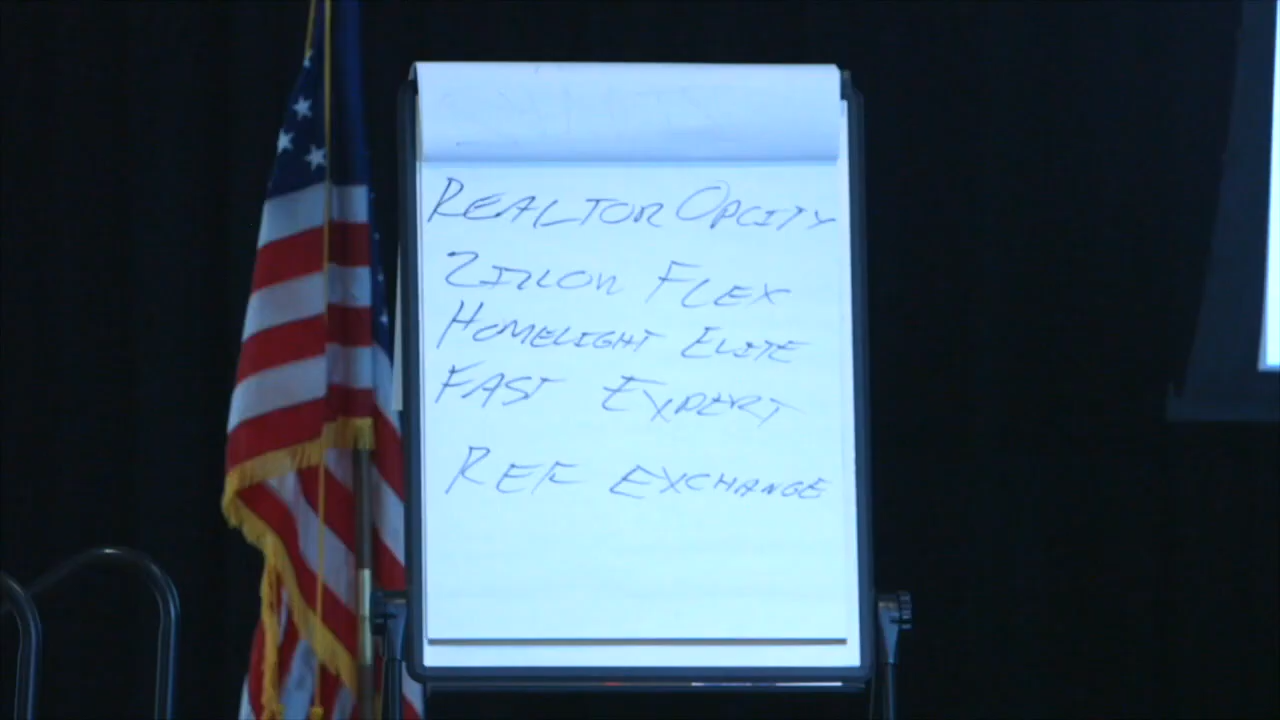 REALTOR OPCITY
ZILLOW FLEX
HOMELIGHT ELITE
FAST EXPERT
REF EXCHANGE